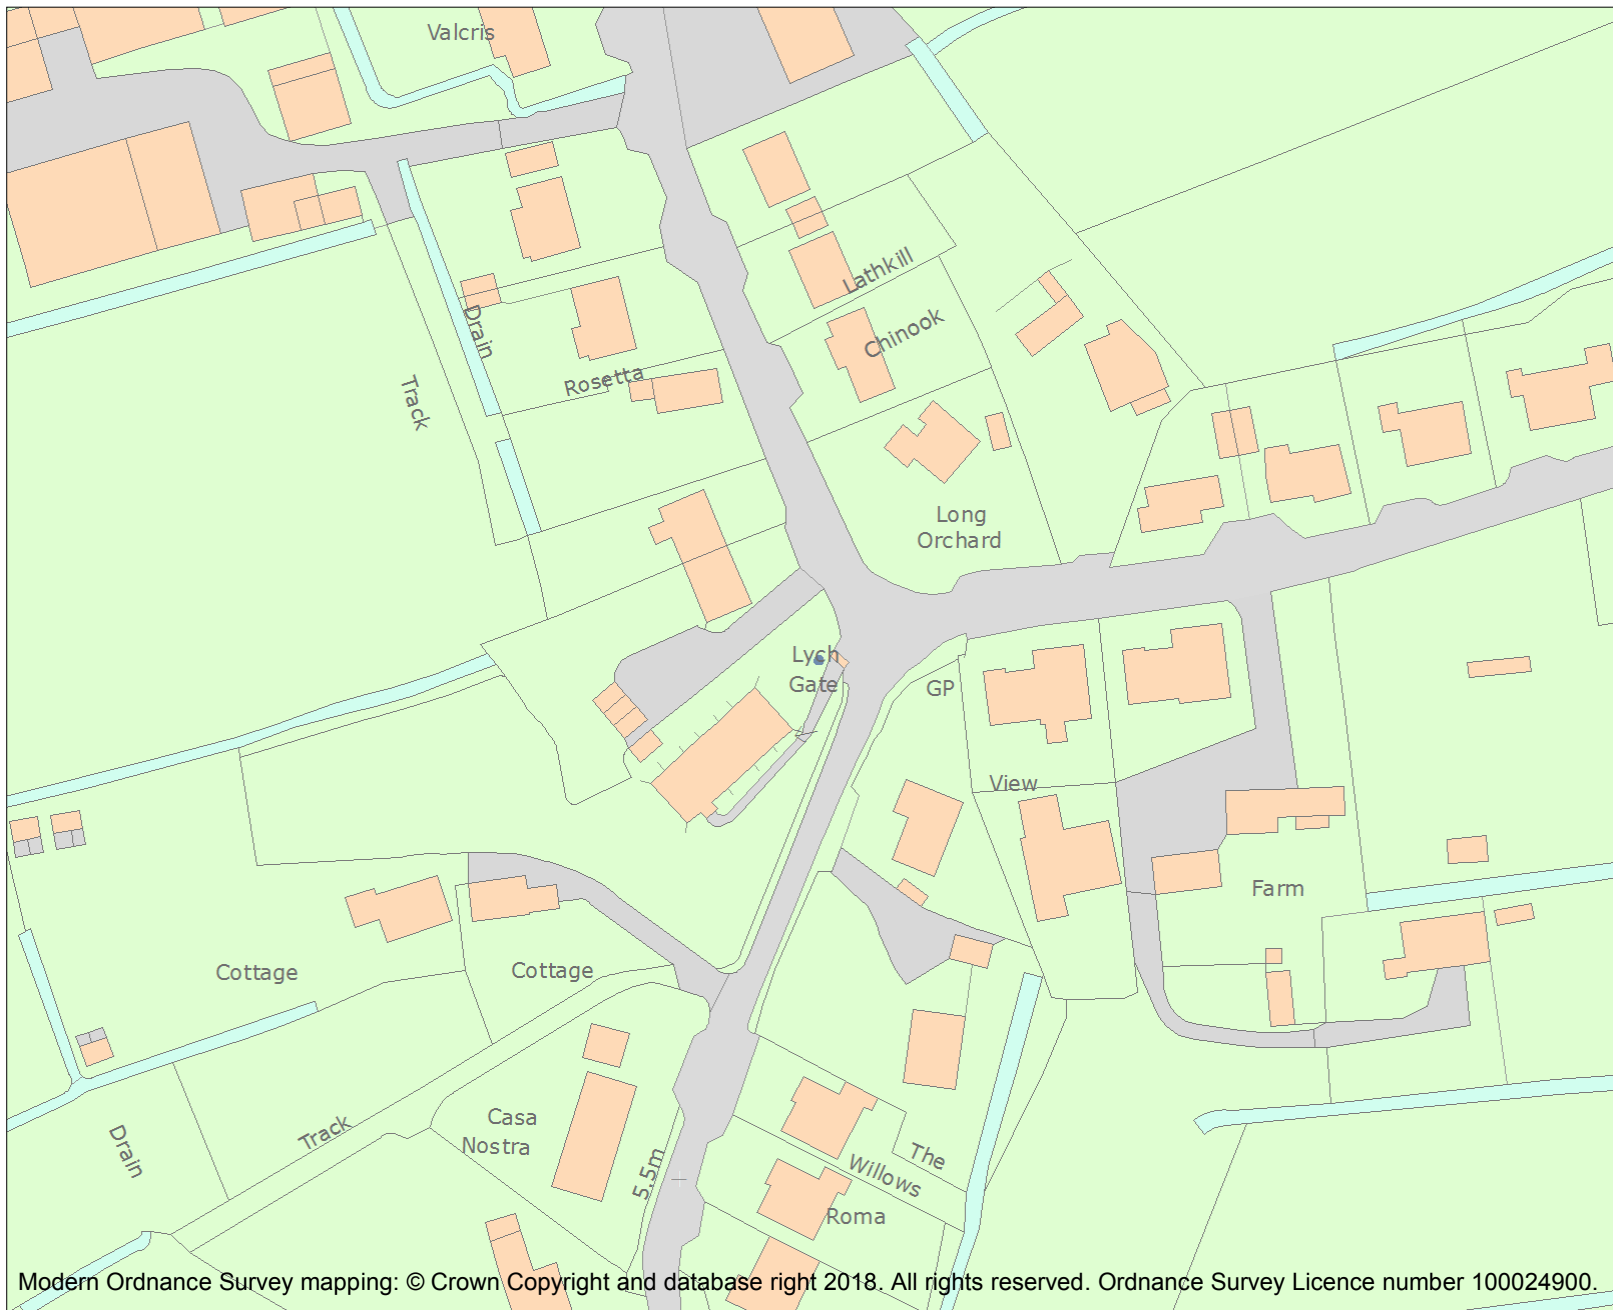 Valcris
Lathkill
Chinook
Drain
Rosetta
Track
Long
Orchard
Lych
Gate
GP
View
Farm
Cottage
Cottage
Casa
Nostra
Track
Drain
5.5m
The
Willows
Roma
Modern Ordnance Survey mapping: © Crown Copyright and database right 2018. All rights reserved. Ordnance Survey Licence number 100024900.